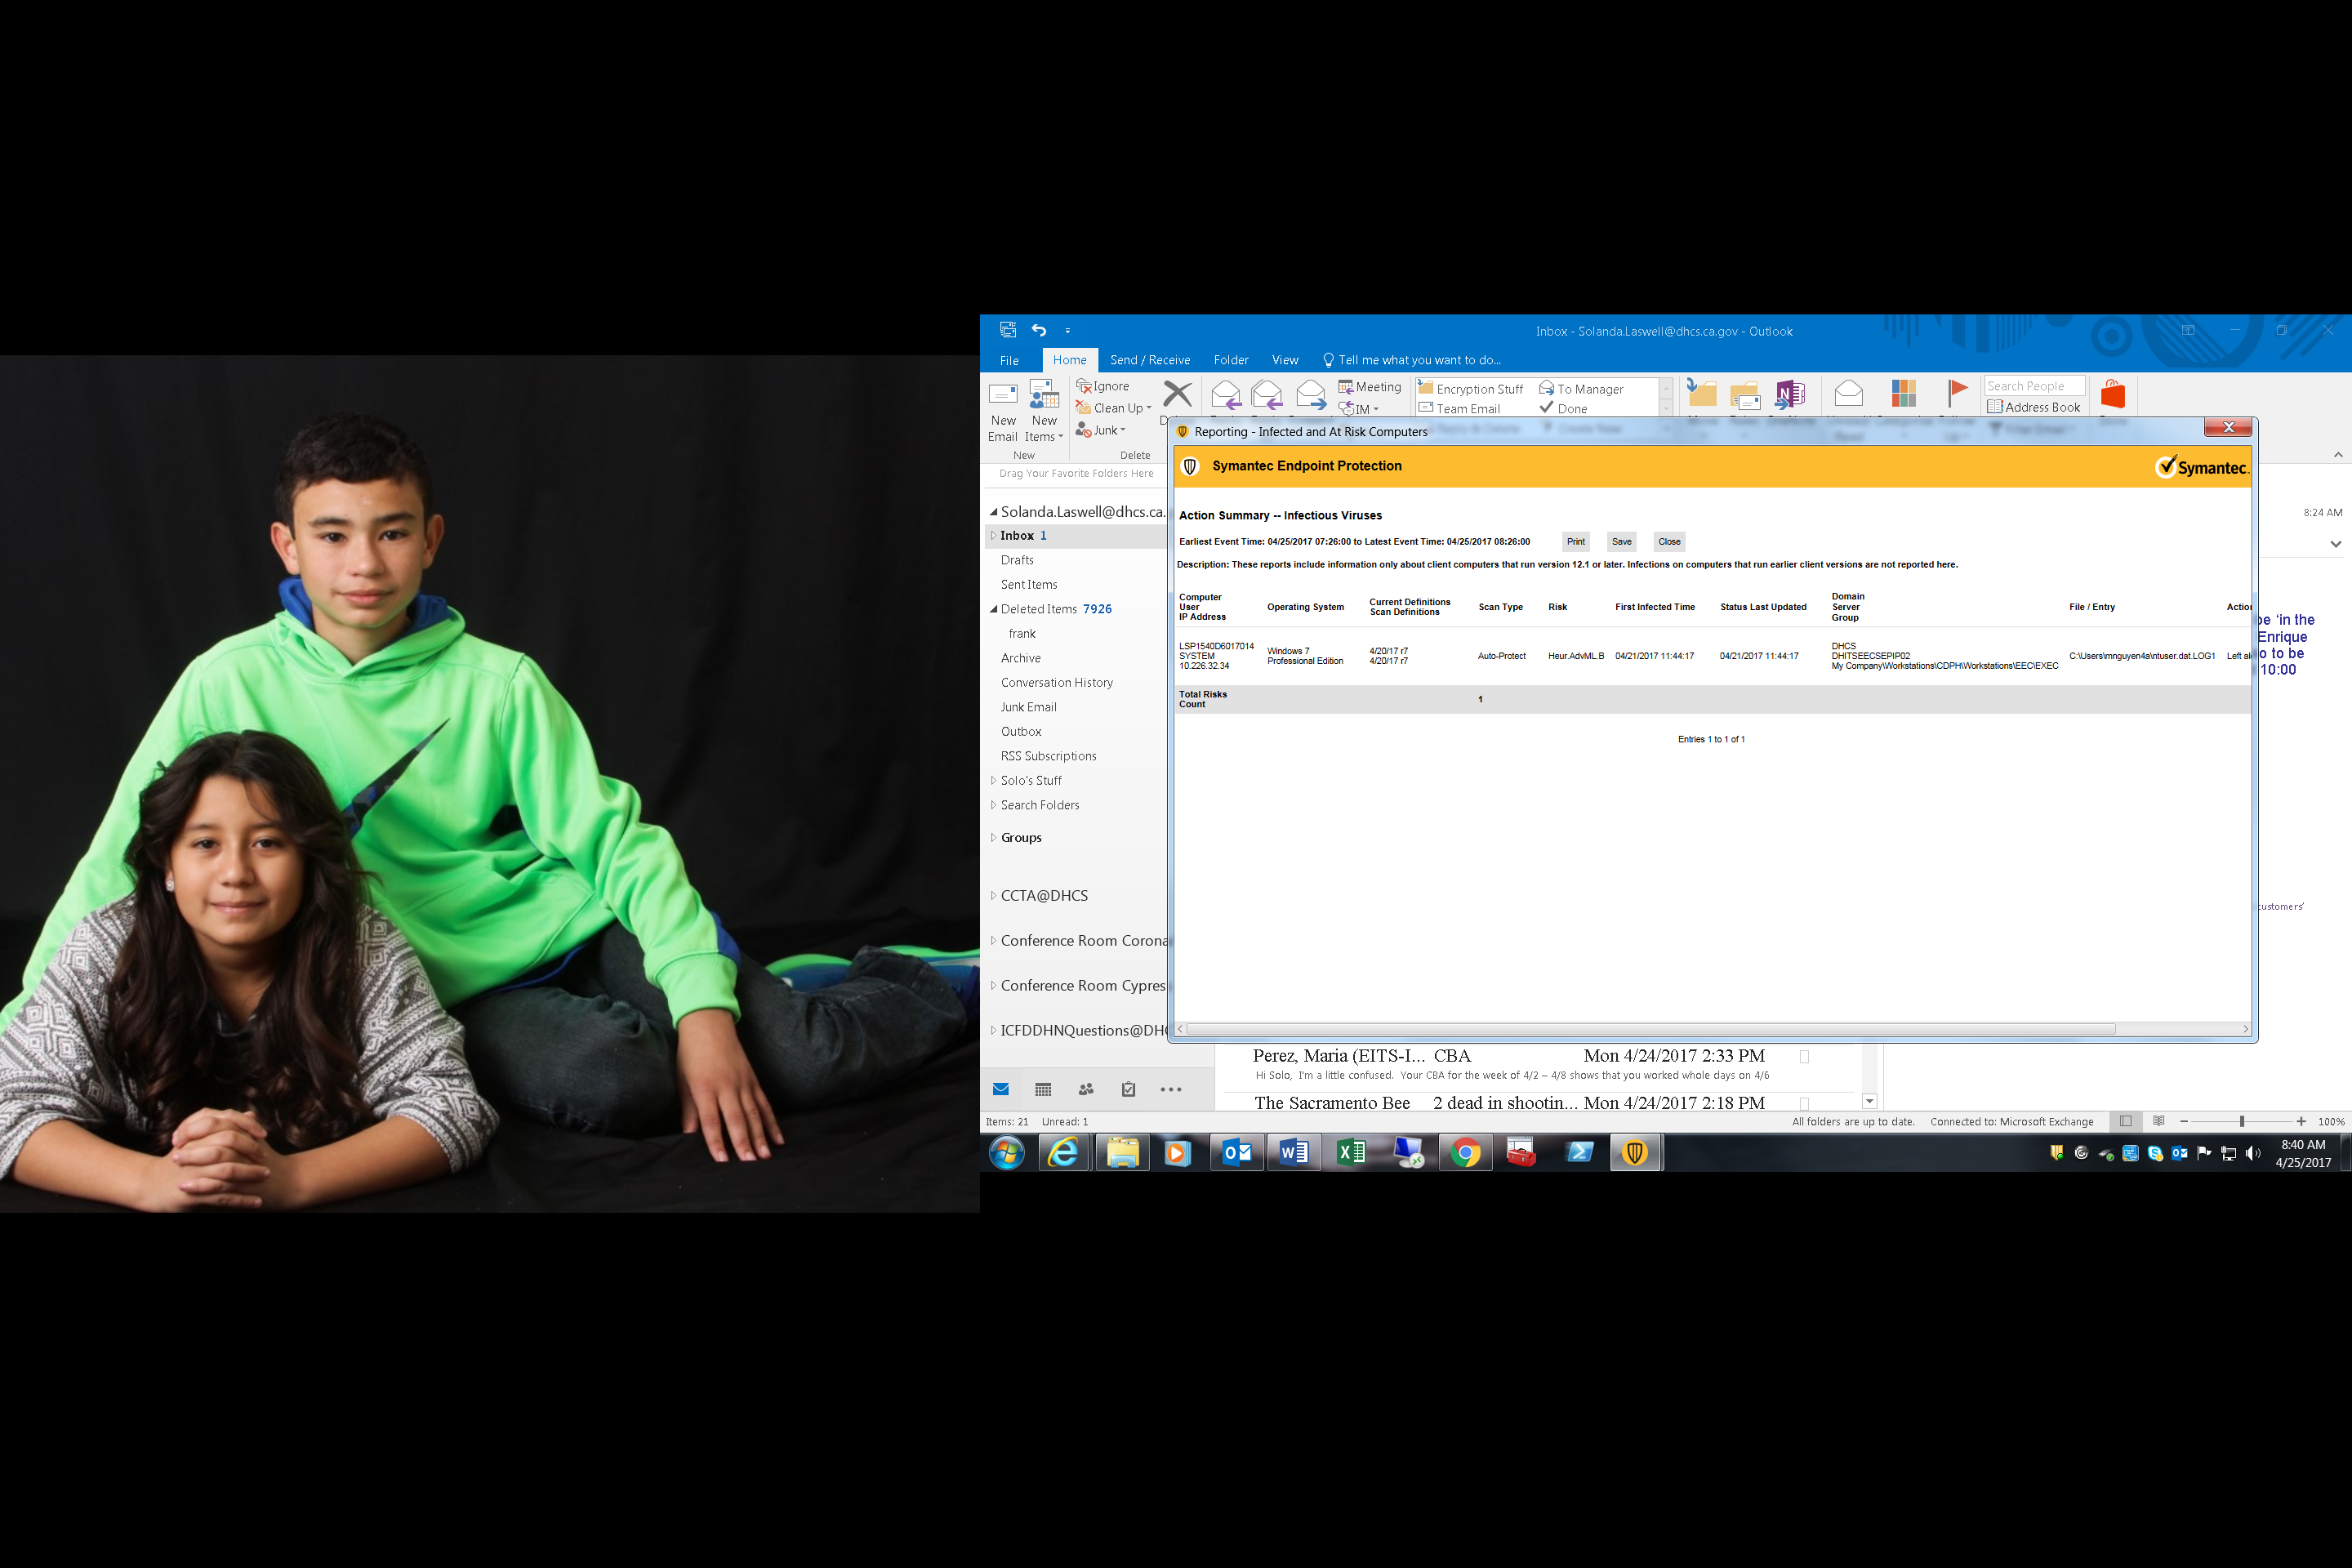 Inbox - Solanda.Laswell@dhcs.ca.gov - Outlook
File Home Send / Receive Folder View Tell me what you want to do...
New Email
New Items
Ignore
Clean Up
Junk
Meeting
IM
Encryption Stuff
Team Email
To Manager
Done
Search People
Address Book
New
Delete
Drag Your Favorite Folders Here
Solanda.Laswell@dhcs.ca.
Inbox 1
Drafts
Sent Items
Deleted Items 7926
frank
Archive
Conversation History
Junk Email
Outbox
RSS Subscriptions
Solo's Stuff
Search Folders
Groups
CCTA@DHCS
Conference Room Corona
Conference Room Cypres
ICFDDHNQuestions@DHC
Reporting - Infected and At Risk Computers
Symantec Endpoint Protection
Symantec.
Action Summary -- Infectious Viruses
Earliest Event Time: 04/25/2017 07:26:00 to Latest Event Time: 04/25/2017 08:26:00 Print Save Close
Description: These reports include information only about client computers that run version 12.1 or later. Infections on computers that run earlier client versions are not reported here.
Computer
User
IP Address
Operating System
Current Definitions
Scan Definitions
Scan Type
Risk
First Infected Time
Status Last Updated
Domain
Server
Group
File / Entry
Action
LSP1540D6017014
SYSTEM
10.226.32.34
Windows 7
Professional Edition
4/20/17 r7
4/20/17 r7
Auto-Protect
Heur.AdvML.B
04/21/2017 11:44:17
04/21/2017 11:44:17
DHCS
DHITSEECSEPIP02
My Company\Workstations\CDPH\Workstations\EEC\EXEC
C:\Users\mnguyen4a\ntuser.dat.LOG1
Left al
Total Risks
Count
1
Entries 1 to 1 of 1
8:24 AM
be 'in the
Enrique
o to be
10:00
customers'
Perez, Maria (EITS-I... CBA Mon 4/24/2017 2:33 PM
Hi Solo, I'm a little confused. Your CBA for the week of 4/2 – 4/8 shows that you worked whole days on 4/6
The Sacramento Bee 2 dead in shootin... Mon 4/24/2017 2:18 PM
Items: 21 Unread: 1 All folders are up to date. Connected to: Microsoft Exchange 100%
8:40 AM
4/25/2017